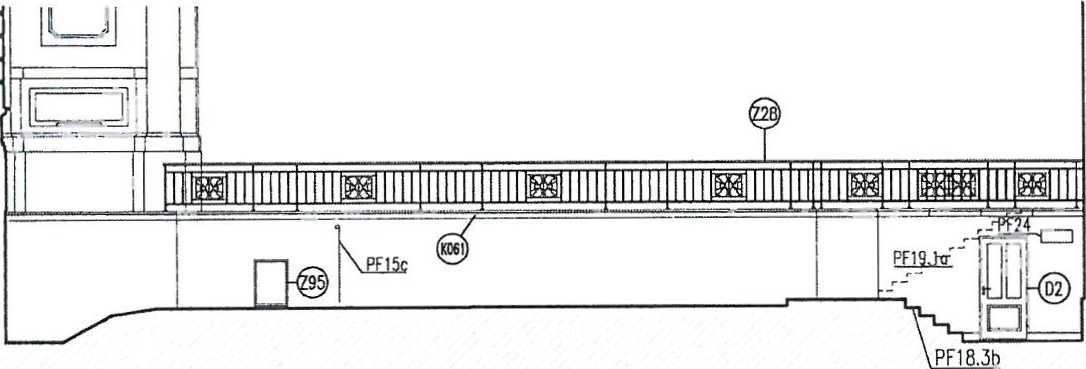 Z28
PF24
K061
PF15c
PF19.1a
Z95
D2
PF18.3b